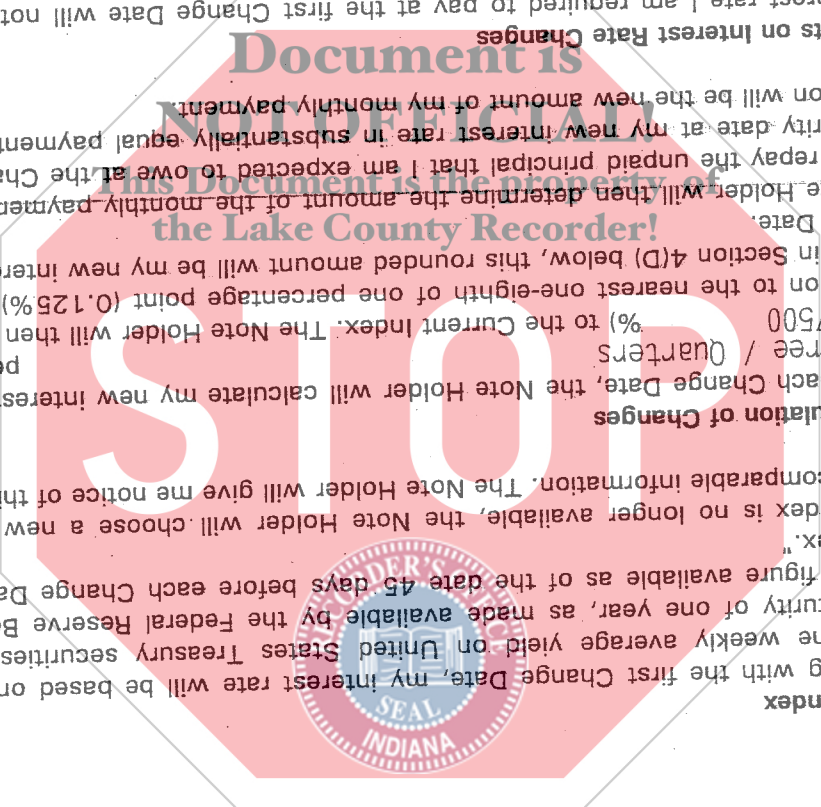 ndex
g with the first Change Date, my interest rate will be based on
ne weekly average yield on United States Treasury securities
turity of one year, as made available by the Federal Reserve B
figure available as of the date 45 days before each Change Da
ex."
dex is no longer available, the Note Holder will choose a new
comparable information. The Note Holder will give me notice of thi
ulation of Changes
ach Change Date, the Note Holder will calculate my new interes
ree / Quarters pe
7500 %) to the Current Index. The Note Holder will then
on to the nearest one-eighth of one percentage point (0.125%)
in Section 4(D) below, this rounded amount will be my new inter
Date.
e Holder will then determine the amount of the monthly paymen
repay the unpaid principal that I am expected to owe at the Cha
rity date at my new interest rate in substantially equal paymen
on will be the new amount of my monthly payment.
ts on Interest Rate Changes
terest rate I am required to pay at the first Change Date will not
Document is
NOT OFFICIAL!
This Document is the property of
the Lake County Recorder!
STOP
RECORDER'S OFFICE
SEAL
INDIANA